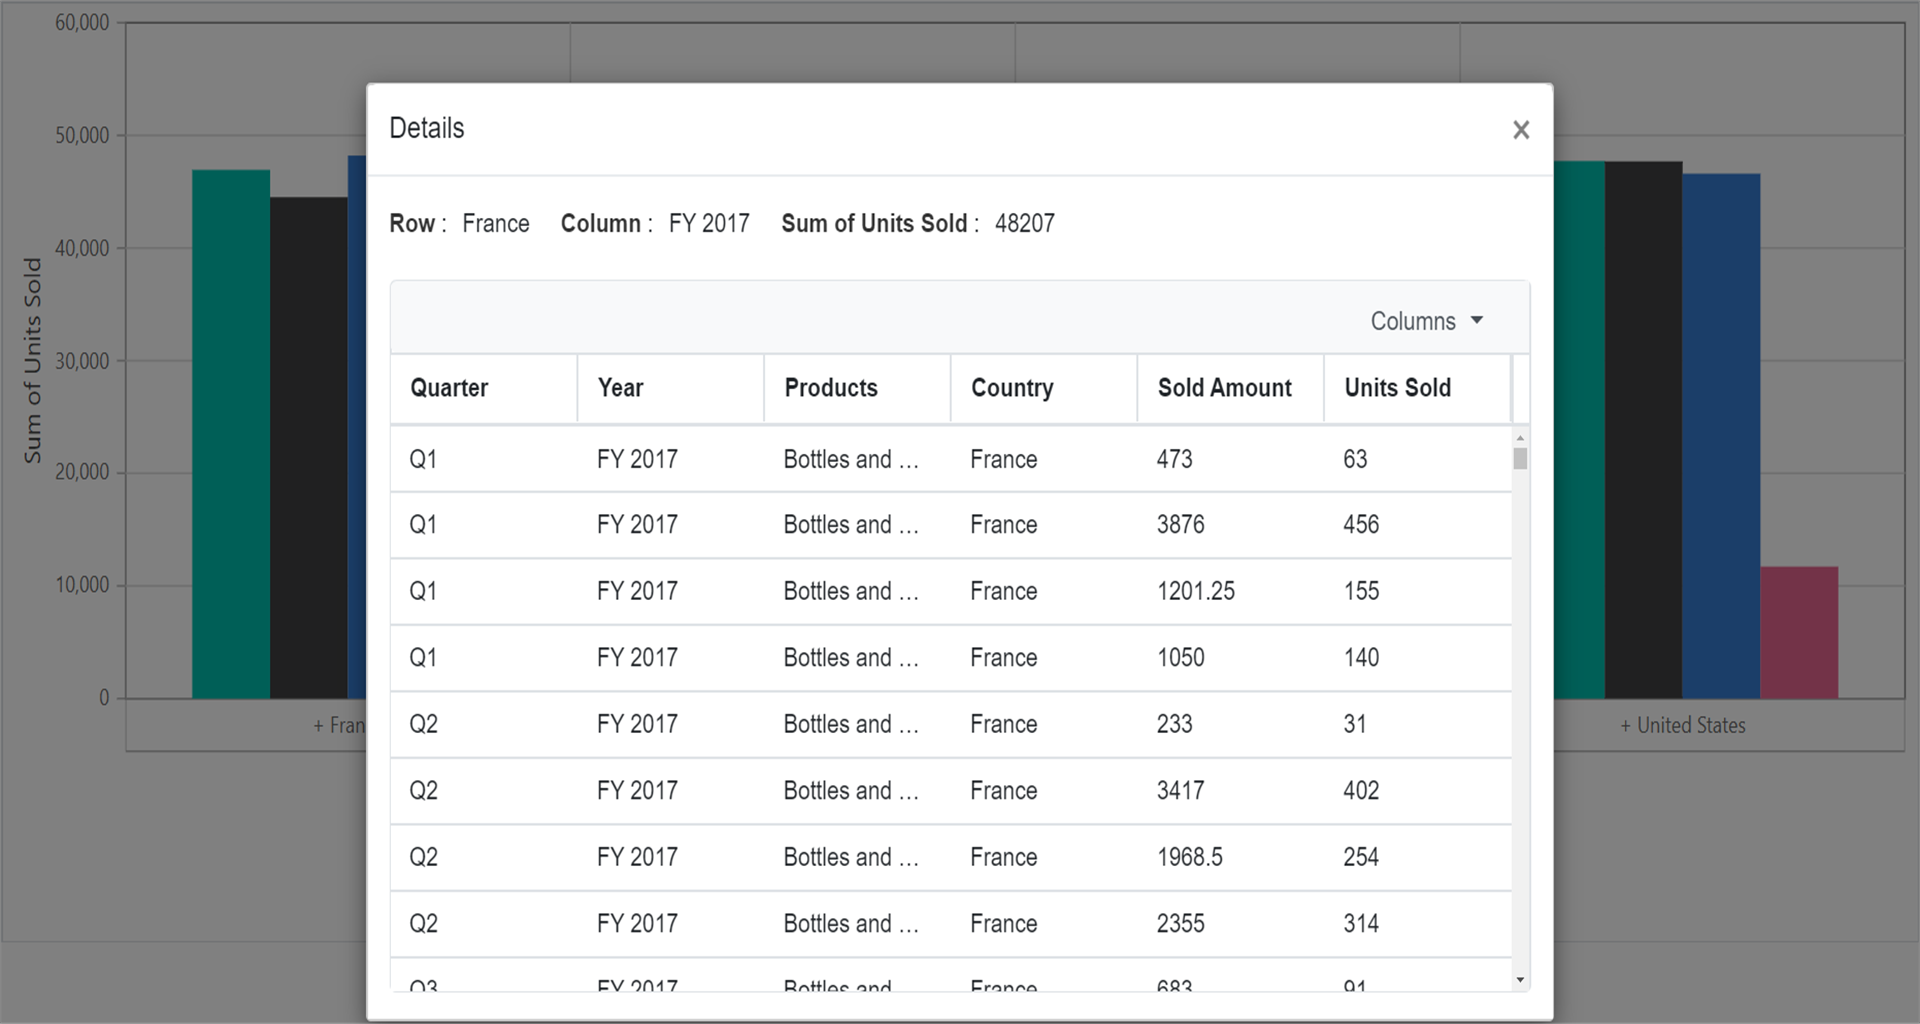 60,000
50,000
40,000
30,000
20,000
10,000
0
Sum of Units Sold
+ Fran
+ United States
Details
Row : France Column : FY 2017 Sum of Units Sold : 48207
Columns
Quarter Year Products Country Sold Amount Units Sold
Q1 FY 2017 Bottles and ... France 473 63
Q1 FY 2017 Bottles and ... France 3876 456
Q1 FY 2017 Bottles and ... France 1201.25 155
Q1 FY 2017 Bottles and ... France 1050 140
Q2 FY 2017 Bottles and ... France 233 31
Q2 FY 2017 Bottles and ... France 3417 402
Q2 FY 2017 Bottles and ... France 1968.5 254
Q2 FY 2017 Bottles and ... France 2355 314
Q3 FY 2017 Bottles and France 683 91